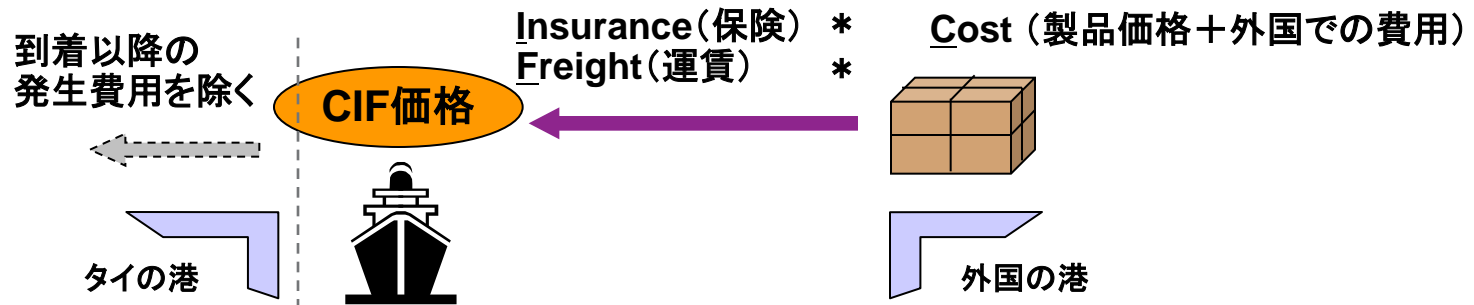 到着以降の
発生費用を除く
CIF価格
Insurance(保険) *
Freight(運賃) *
Cost (製品価格+外国での費用)
タイの港
外国の港